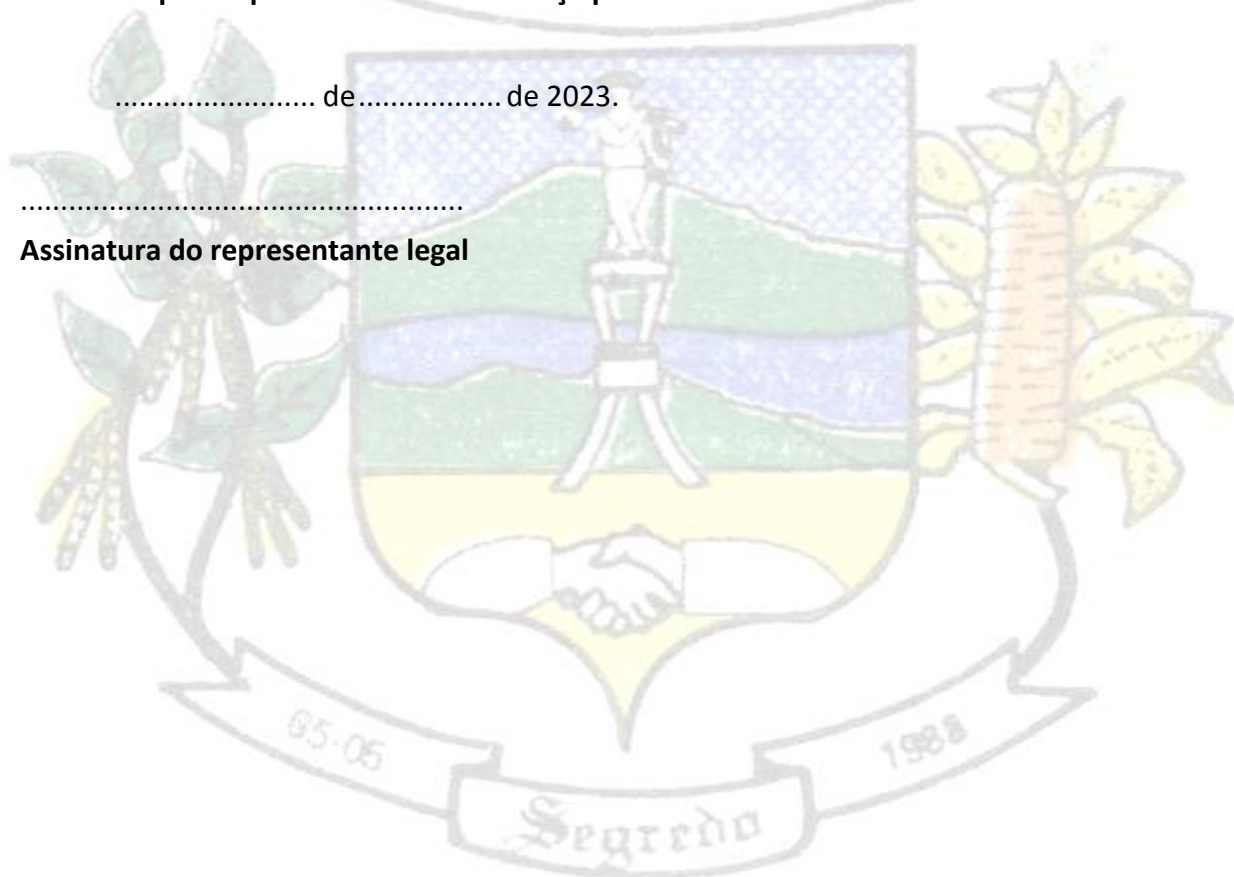 ........................ de.................. de 2023.
.......................................................
Assinatura do representante legal
05-05
1988
Segredo